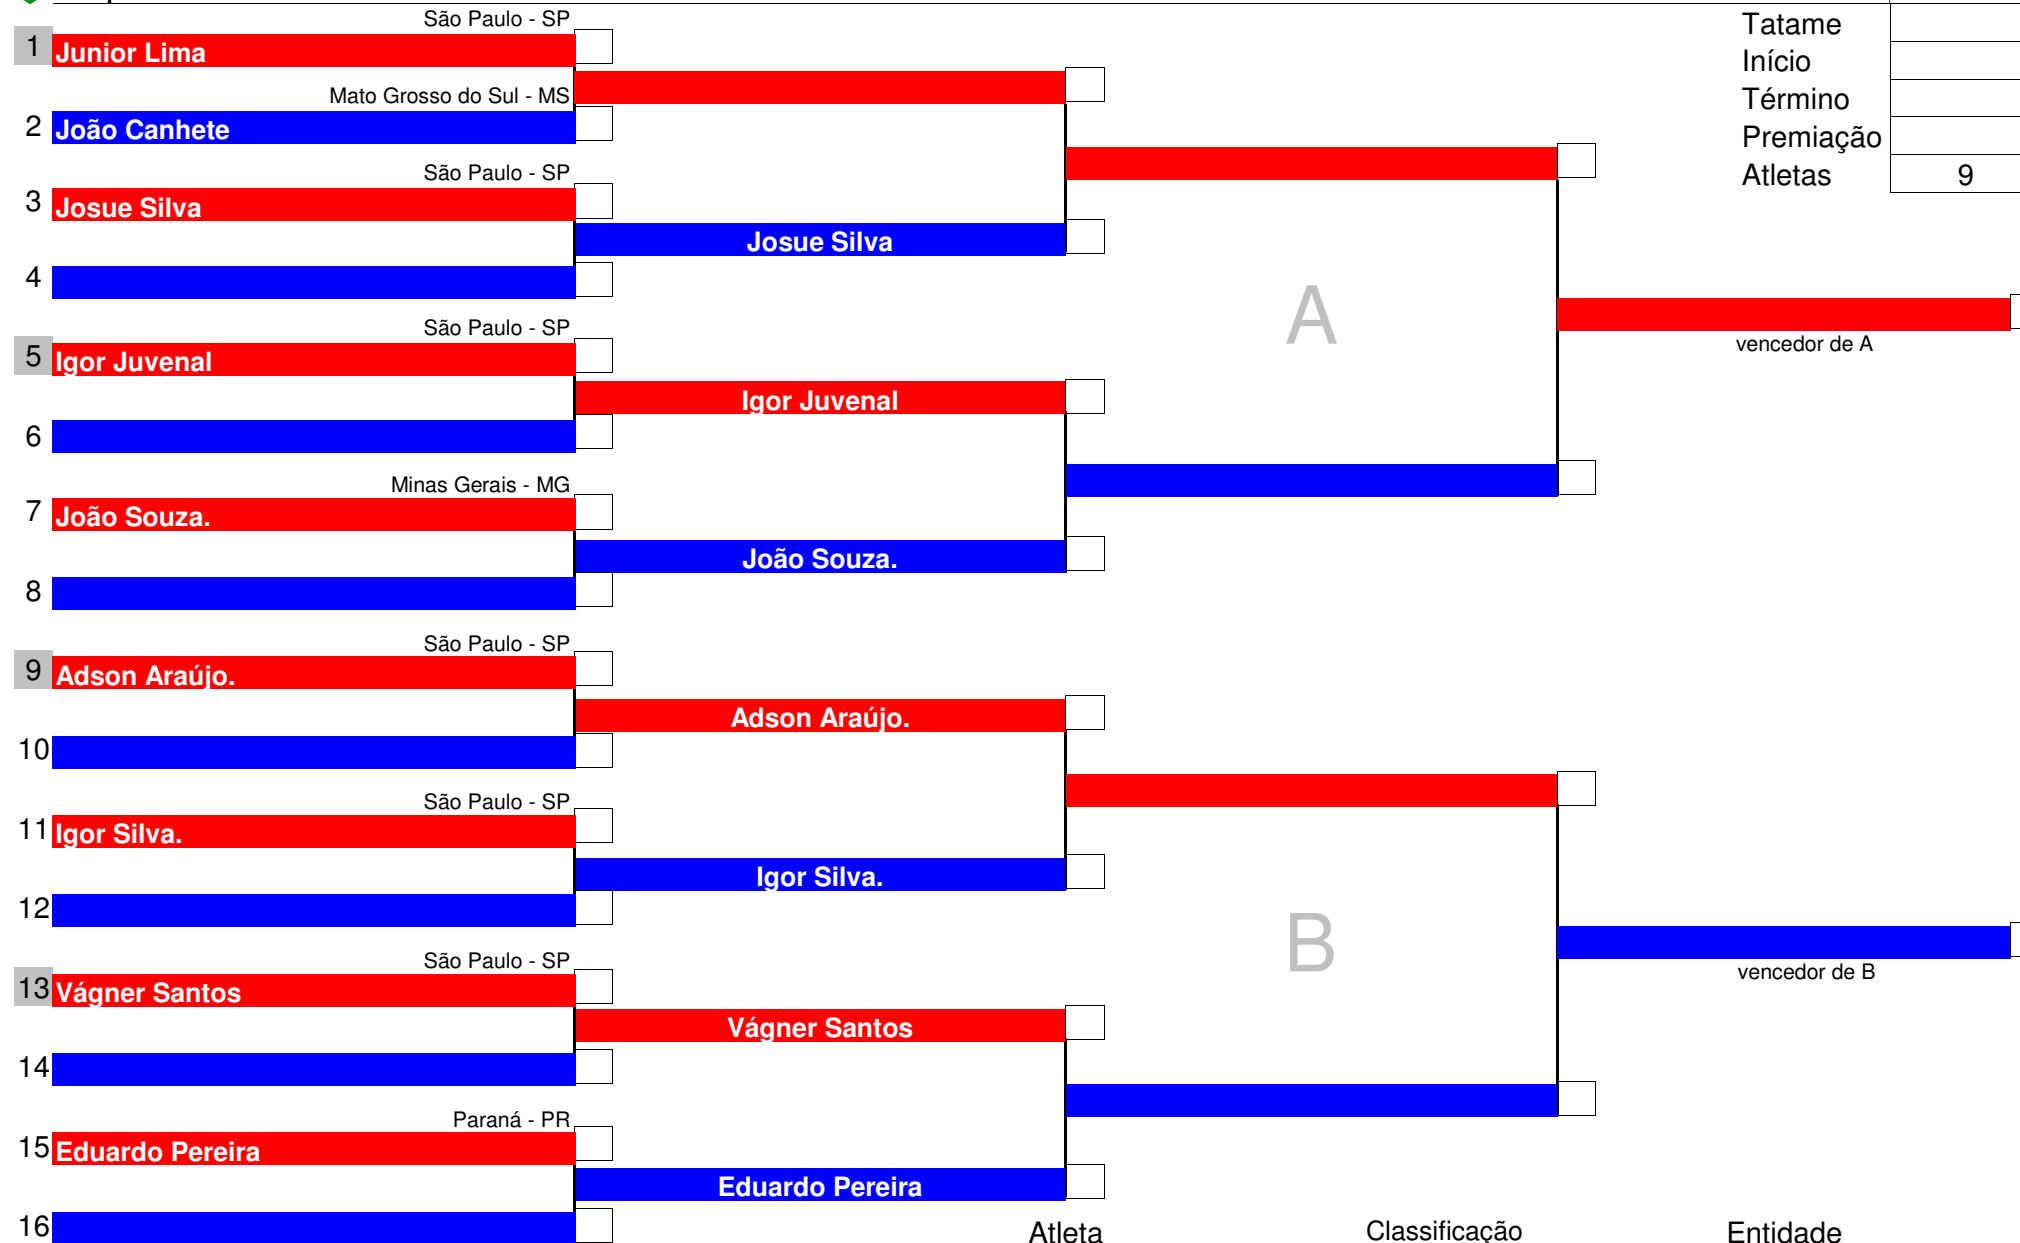 São Paulo - SP
1 Junior Lima
Mato Grosso do Sul - MS
2 João Canhete
São Paulo - SP
3 Josue Silva
Josue Silva
4
São Paulo - SP
5 Igor Juvenal
Igor Juvenal
6
Minas Gerais - MG
7 João Souza.
João Souza.
8
São Paulo - SP
9 Adson Araújo.
Adson Araújo.
10
São Paulo - SP
11 Igor Silva.
Igor Silva.
12
São Paulo - SP
13 Vágner Santos
Vágner Santos
14
Paraná - PR
15 Eduardo Pereira
Eduardo Pereira
16
A
B
vencedor de A
vencedor de B
Tatame
Início
Término
Premiação
Atletas 9
Atleta Classificação Entidade